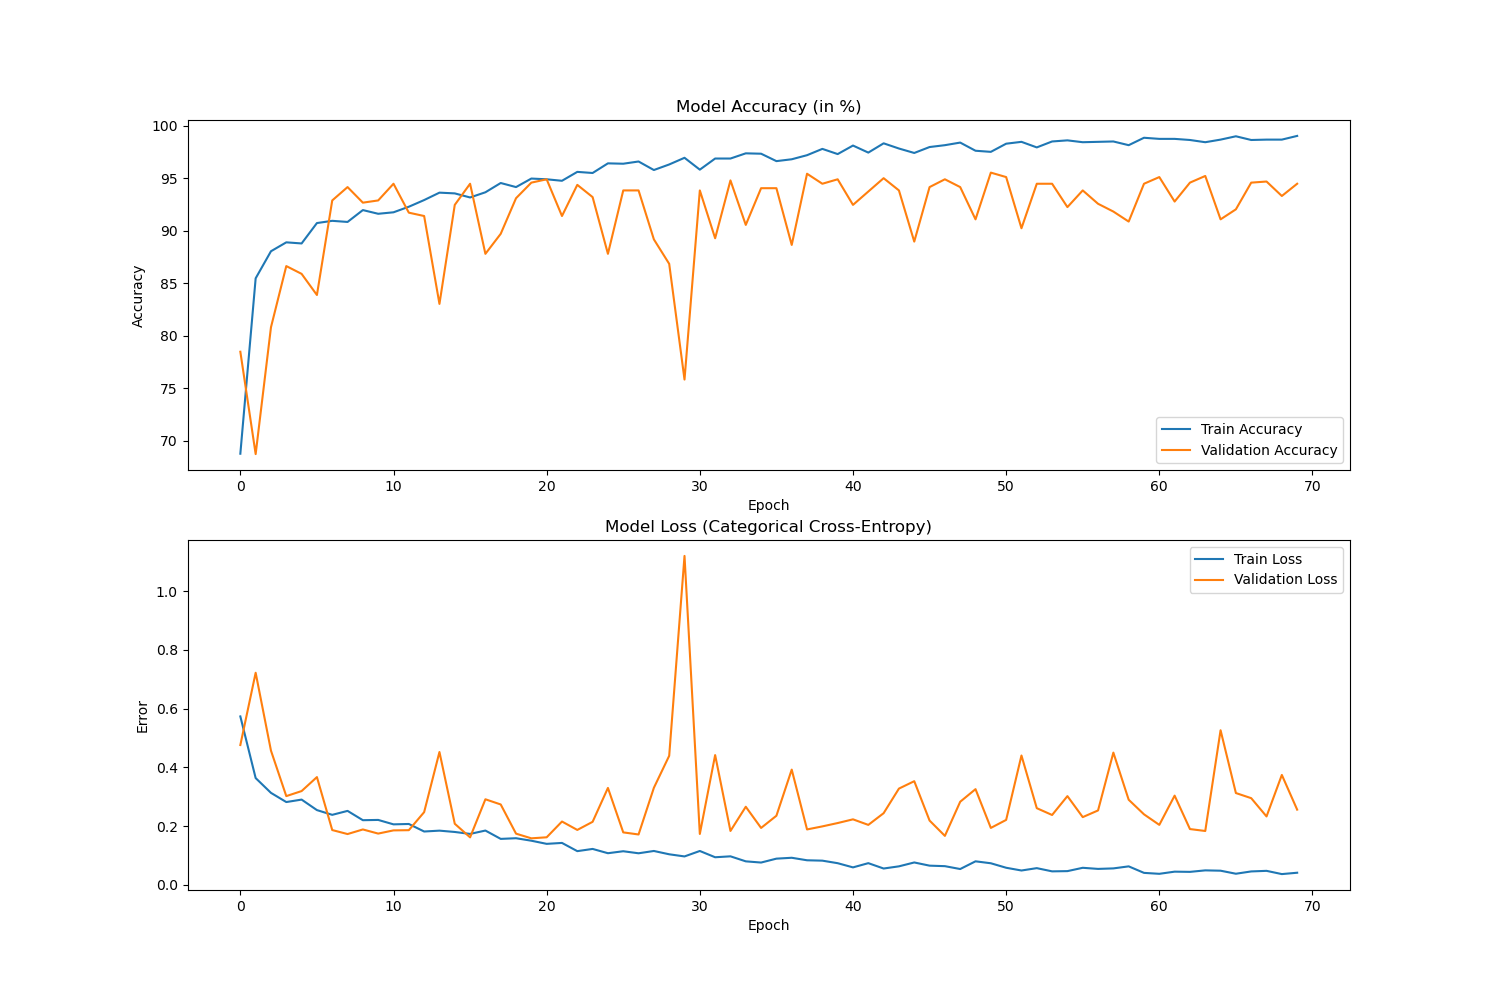 Model Accuracy (in %)
100
95
90
85
80
75
70
Accuracy
Train Accuracy
Validation Accuracy
0 10 20 30 40 50 60 70
Epoch
Model Loss (Categorical Cross-Entropy)
Train Loss
Validation Loss
1.0
0.8
0.6
0.4
0.2
0.0
Error
0 10 20 30 40 50 60 70
Epoch